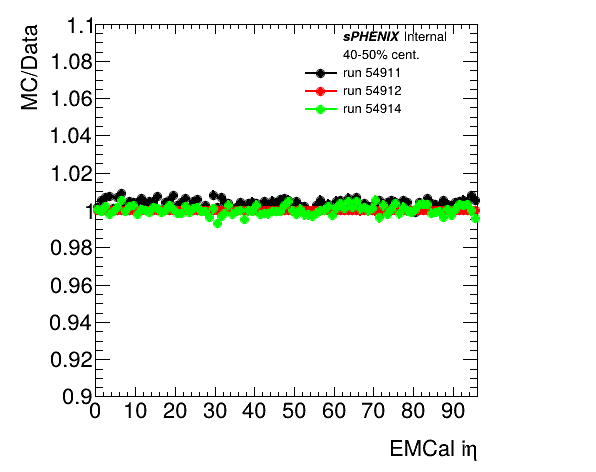 MC/Data
sPHENIX Internal
40-50% cent.
run 54911
run 54912
run 54914
1.1
1.08
1.06
1.04
1.02
1
0.98
0.96
0.94
0.92
0.9
0 10 20 30 40 50 60 70 80 90
EMCal iη